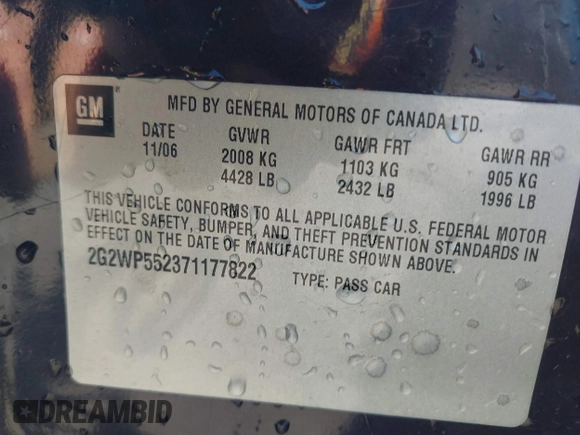 GM
MFD BY GENERAL MOTORS OF CANADA LTD.
DATE GVWR GAWR FRT GAWR RR
11/06 2008 KG 1103 KG 905 KG
4428 LB 2432 LB 1996 LB
THIS VEHICLE CONFORMS TO ALL APPLICABLE U.S. FEDERAL MOTOR
VEHICLE SAFETY, BUMPER, AND THEFT PREVENTION STANDARDS IN
EFFECT ON THE DATE OF MANUFACTURE SHOWN ABOVE.
2G2WP552371177822 TYPE: PASS CAR
DREAMBID